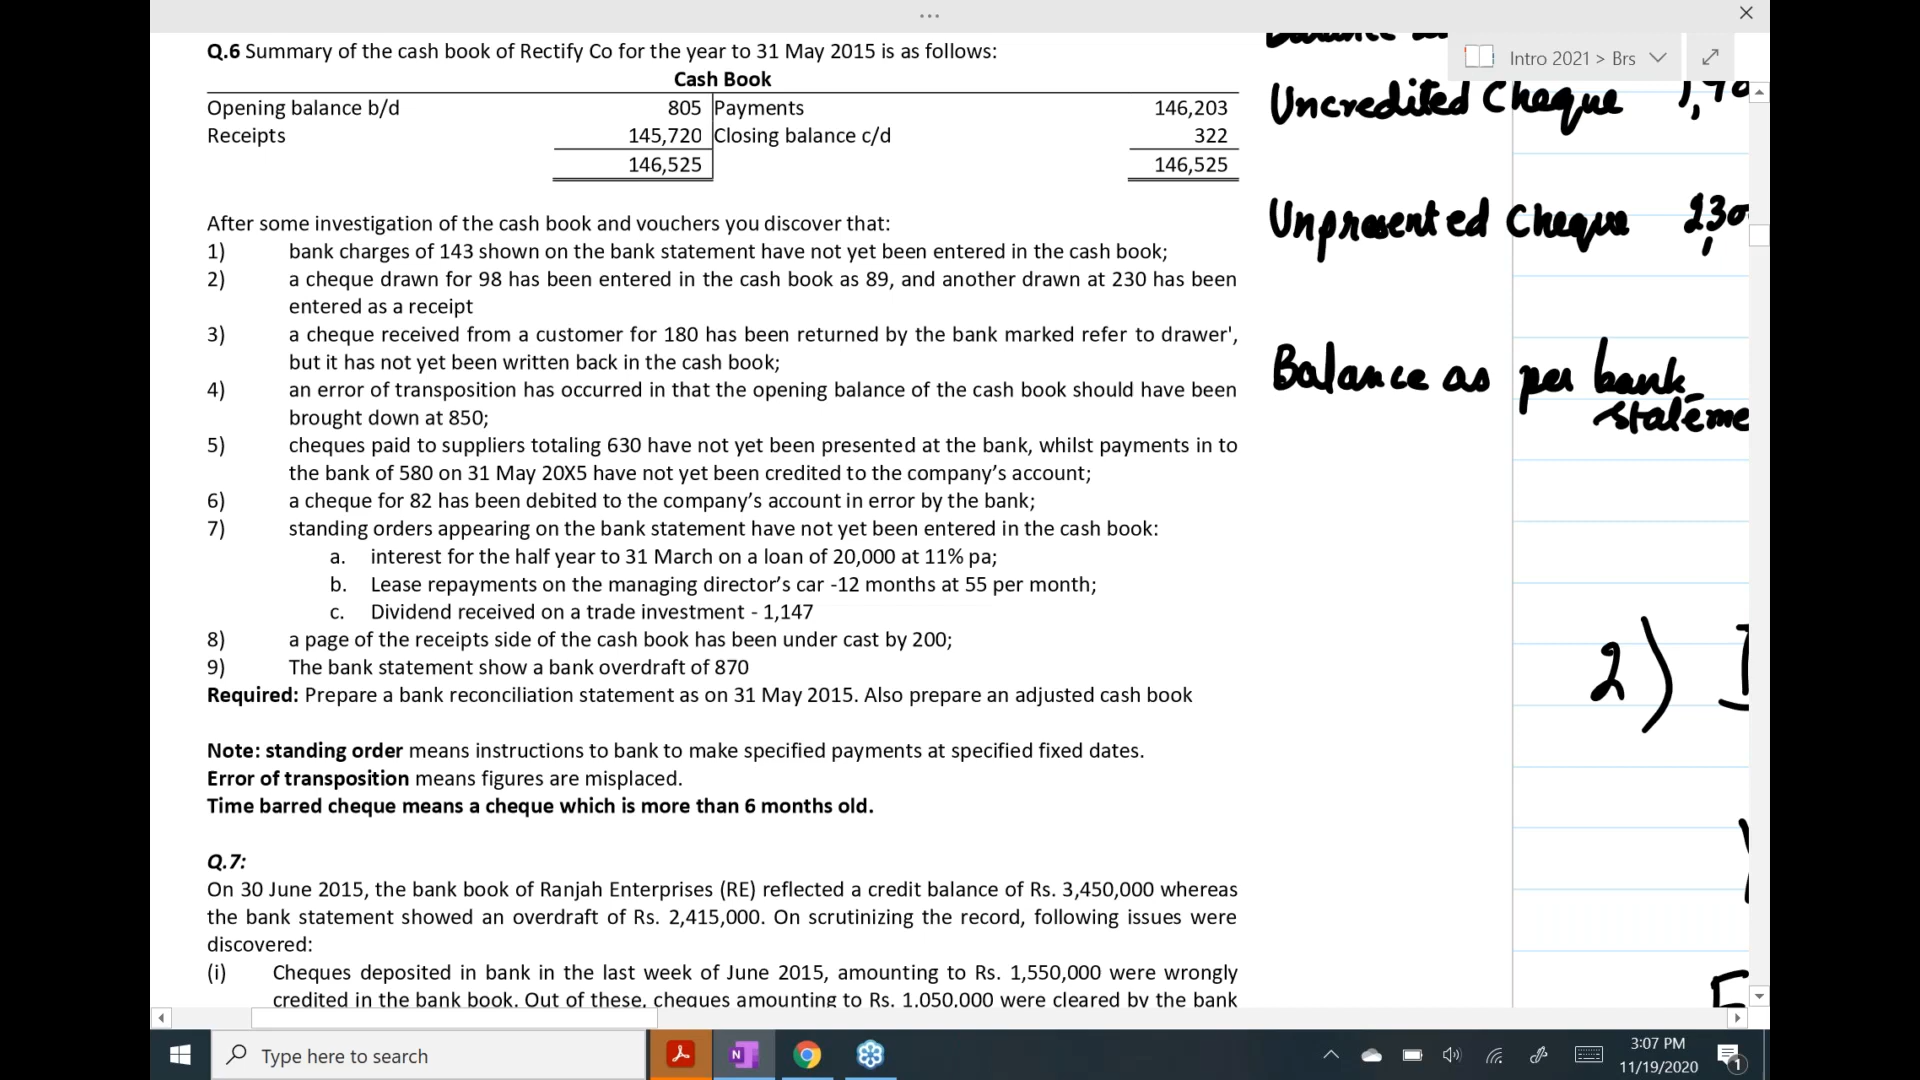 Q.6 Summary of the cash book of Rectify Co for the year to 31 May 2015 is as follows:
Cash Book
Opening balance b/d 805 Payments 146,203
Receipts 145,720 Closing balance c/d 322
146,525 146,525
After some investigation of the cash book and vouchers you discover that:
1) bank charges of 143 shown on the bank statement have not yet been entered in the cash book;
2) a cheque drawn for 98 has been entered in the cash book as 89, and another drawn at 230 has been
entered as a receipt
3) a cheque received from a customer for 180 has been returned by the bank marked refer to drawer',
but it has not yet been written back in the cash book;
4) an error of transposition has occurred in that the opening balance of the cash book should have been
brought down at 850;
5) cheques paid to suppliers totaling 630 have not yet been presented at the bank, whilst payments in to
the bank of 580 on 31 May 20X5 have not yet been credited to the company’s account;
6) a cheque for 82 has been debited to the company’s account in error by the bank;
7) standing orders appearing on the bank statement have not yet been entered in the cash book:
a. interest for the half year to 31 March on a loan of 20,000 at 11% pa;
b. Lease repayments on the managing director’s car -12 months at 55 per month;
c. Dividend received on a trade investment - 1,147
8) a page of the receipts side of the cash book has been under cast by 200;
9) The bank statement show a bank overdraft of 870
Required: Prepare a bank reconciliation statement as on 31 May 2015. Also prepare an adjusted cash book
Note: standing order means instructions to bank to make specified payments at specified fixed dates.
Error of transposition means figures are misplaced.
Time barred cheque means a cheque which is more than 6 months old.
Q.7:
On 30 June 2015, the bank book of Ranjah Enterprises (RE) reflected a credit balance of Rs. 3,450,000 whereas
the bank statement showed an overdraft of Rs. 2,415,000. On scrutinizing the record, following issues were
discovered:
(i) Cheques deposited in bank in the last week of June 2015, amounting to Rs. 1,550,000 were wrongly
credited in the bank book. Out of these, cheques amounting to Rs. 1,050,000 were cleared by the bank
Intro 2021 > Brs
Uncredited Cheque
Unpresented Cheque
Balance as per bank
stateme
2)
Type here to search
3:07 PM
11/19/2020
1